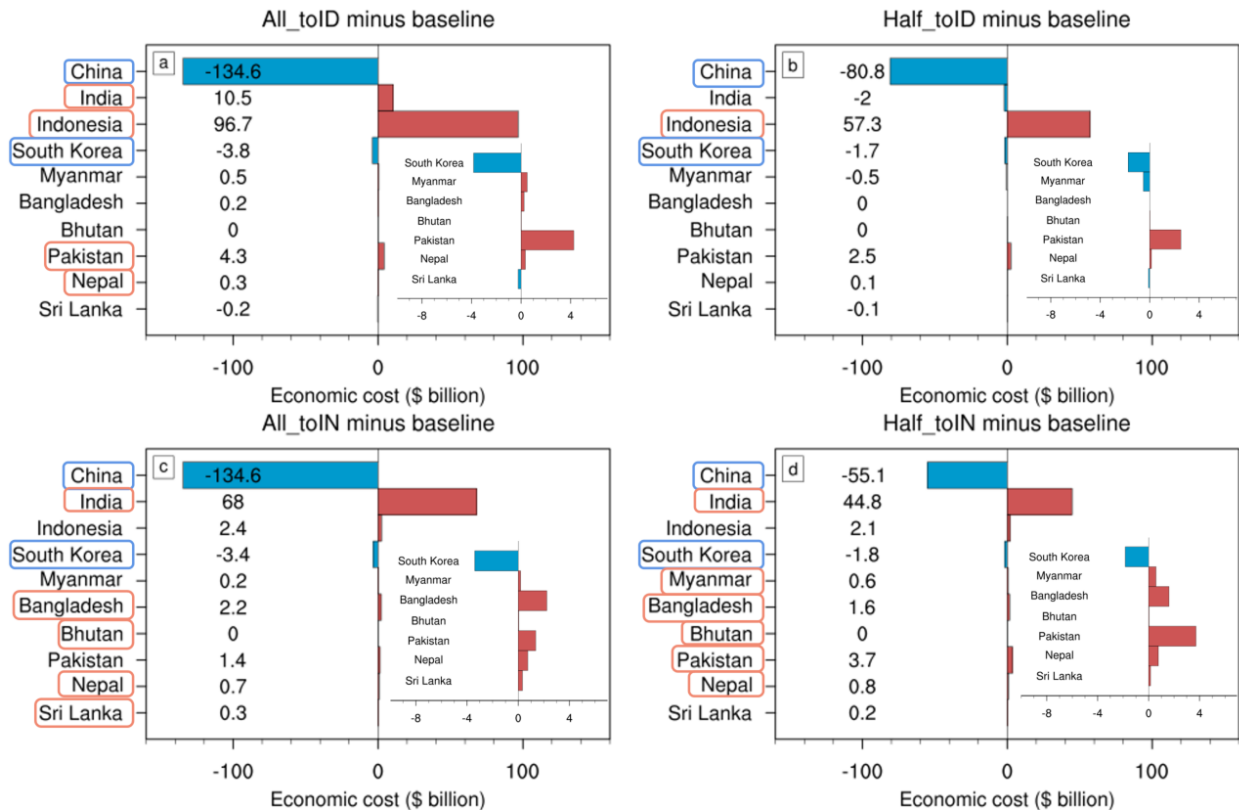 All_toID minus baseline
a
China -134.6
India 10.5
Indonesia 96.7
South Korea -3.8
Myanmar 0.5
Bangladesh 0.2
Bhutan 0
Pakistan 4.3
Nepal 0.3
Sri Lanka -0.2
South Korea
Myanmar
Bangladesh
Bhutan
Pakistan
Nepal
Sri Lanka
-8 -4 0 4
-100 0 100
Economic cost ($ billion)
Half_toID minus baseline
b
China -80.8
India -2
Indonesia 57.3
South Korea -1.7
Myanmar -0.5
Bangladesh 0
Bhutan 0
Pakistan 2.5
Nepal 0.1
Sri Lanka -0.1
South Korea
Myanmar
Bangladesh
Bhutan
Pakistan
Nepal
Sri Lanka
-8 -4 0 4
-100 0 100
Economic cost ($ billion)
All_toIN minus baseline
c
China -134.6
India 68
Indonesia 2.4
South Korea -3.4
Myanmar 0.2
Bangladesh 2.2
Bhutan 0
Pakistan 1.4
Nepal 0.7
Sri Lanka 0.3
South Korea
Myanmar
Bangladesh
Bhutan
Pakistan
Nepal
Sri Lanka
-8 -4 0 4
-100 0 100
Economic cost ($ billion)
Half_toIN minus baseline
d
China -55.1
India 44.8
Indonesia 2.1
South Korea -1.8
Myanmar 0.6
Bangladesh 1.6
Bhutan 0
Pakistan 3.7
Nepal 0.8
Sri Lanka 0.2
South Korea
Myanmar
Bangladesh
Bhutan
Pakistan
Nepal
Sri Lanka
-8 -4 0 4
-100 0 100
Economic cost ($ billion)